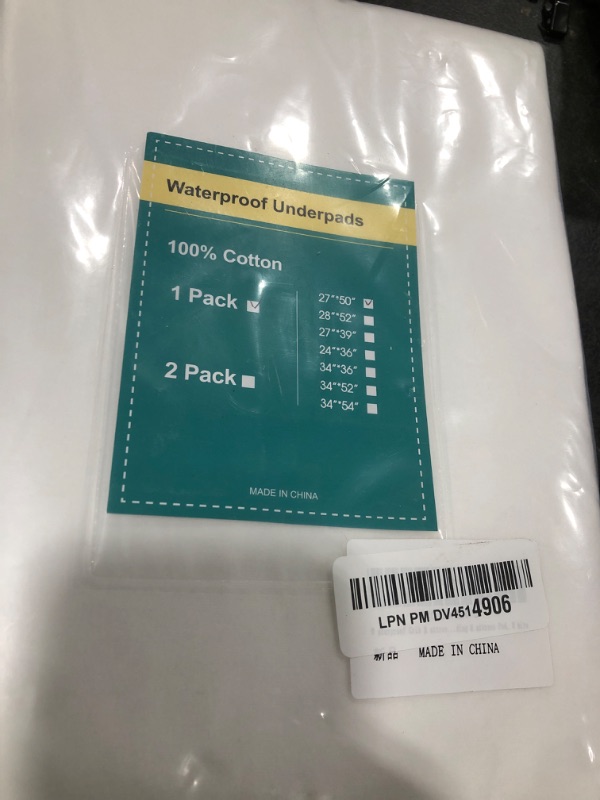 Waterproof Underpads
100% Cotton
1 Pack
2 Pack
27"*50"
28"*52"
27"*39"
24"*36"
34"*36"
34"*52"
34"*54"
MADE IN CHINA
LPN PM DV4514906
新品 MADE IN CHINA